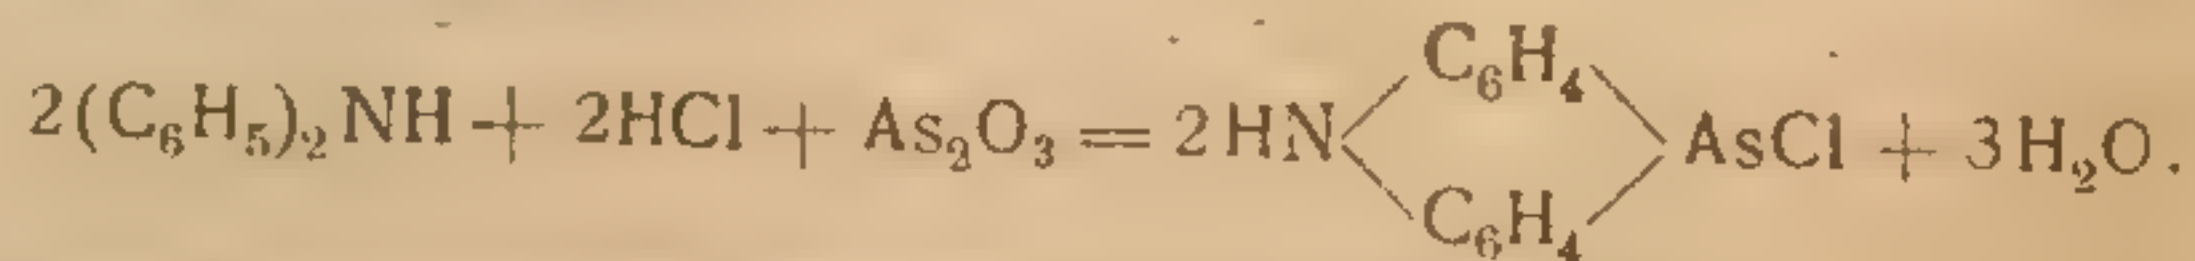 C₆H₄
2(C₆H₅)₂NH + 2HCl + As₂O₃ = 2HN AsCl + 3H₂O.
C₆H₄